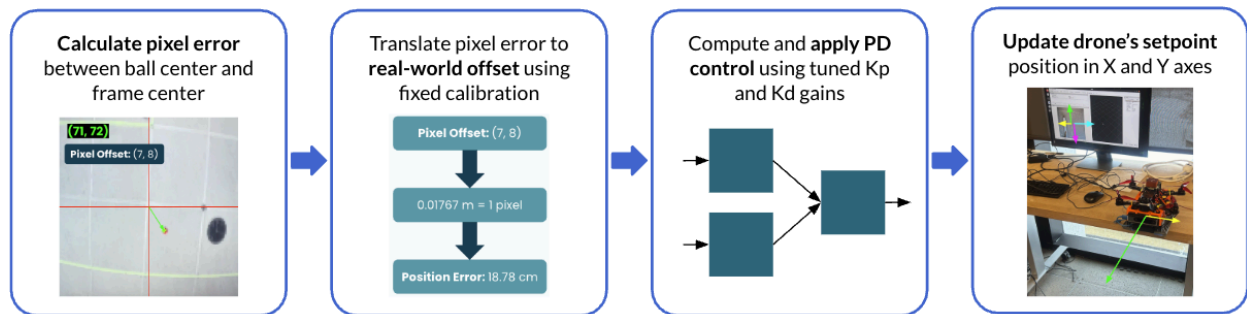 Calculate pixel error
between ball center and
frame center
(71, 72)
Pixel Offset: (7, 8)
Translate pixel error to
real-world offset using
fixed calibration
Pixel Offset: (7, 8)
0.01767 m = 1 pixel
Position Error: 18.78 cm
Compute and apply PD
control using tuned Kp
and Kd gains
Update drone's setpoint
position in X and Y axes